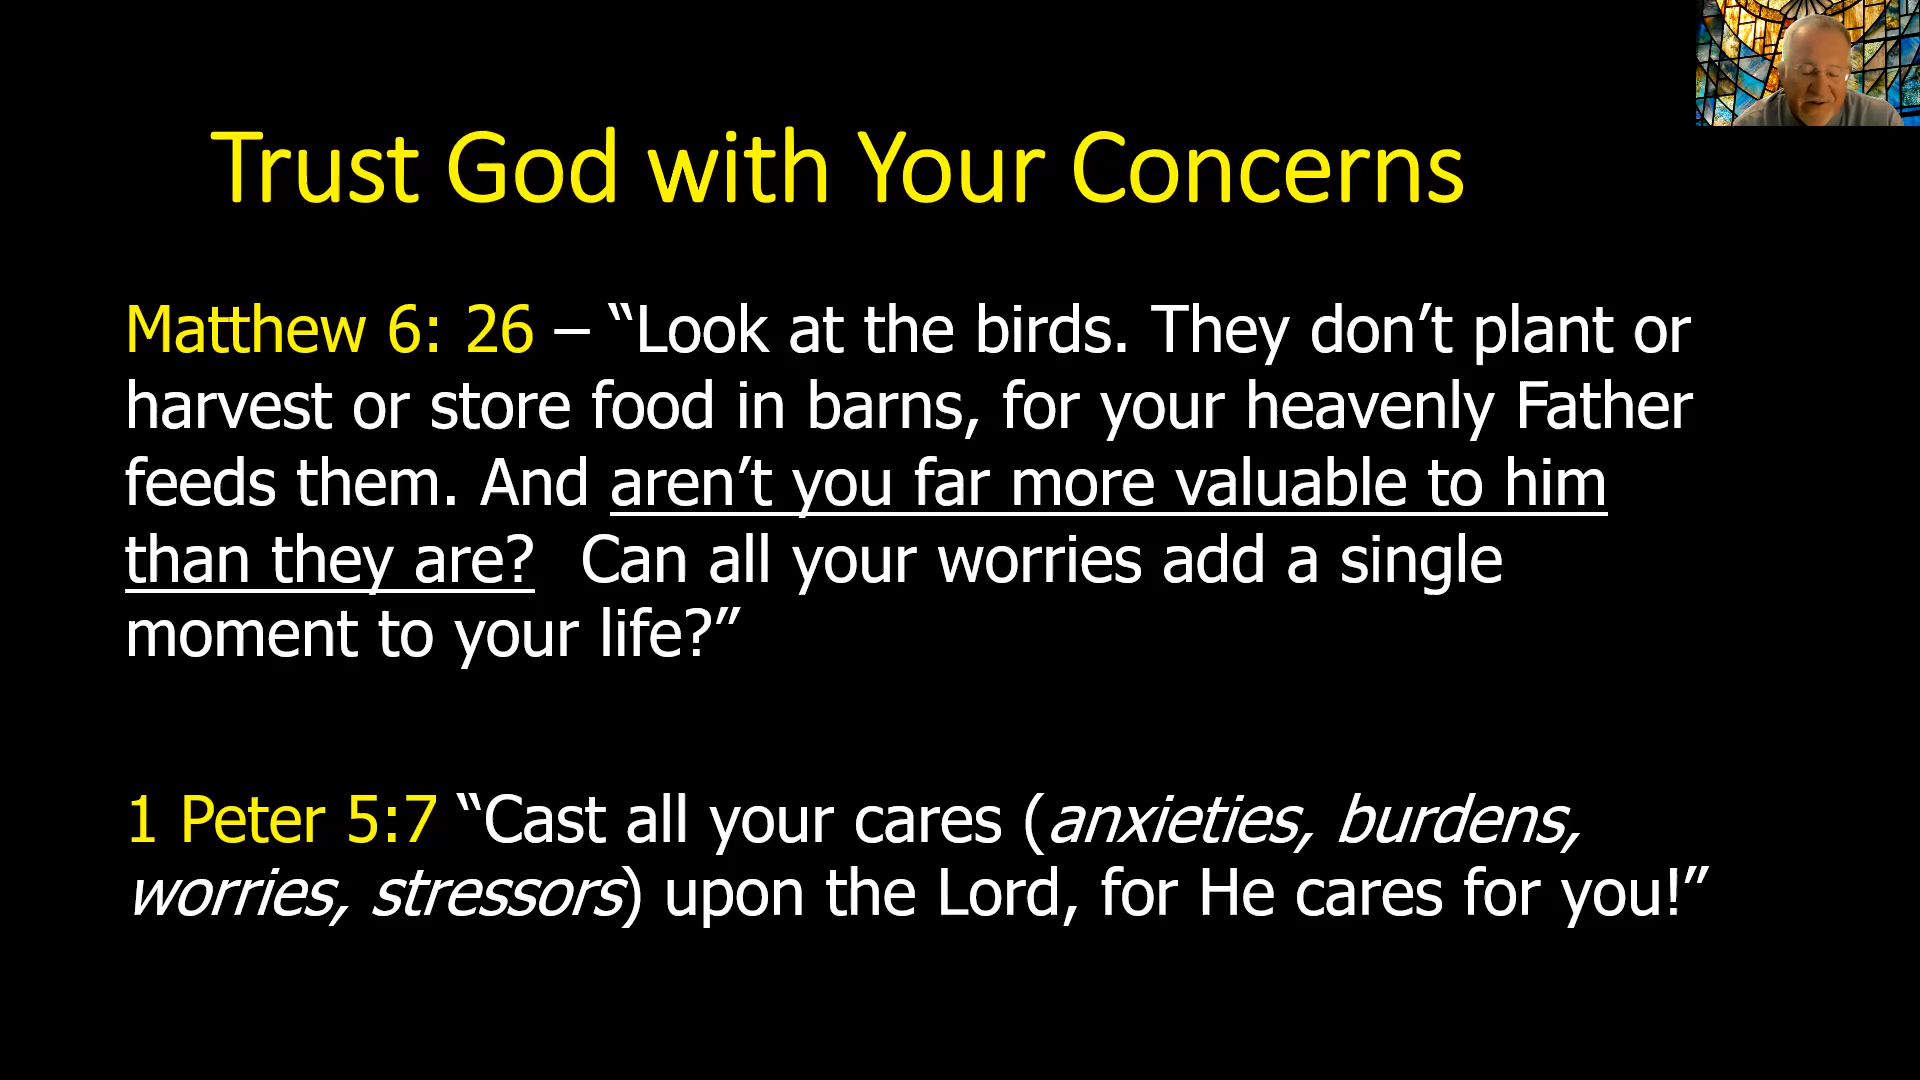 Trust God with Your Concerns
Matthew 6: 26 – “Look at the birds. They don’t plant or
harvest or store food in barns, for your heavenly Father
feeds them. And aren’t you far more valuable to him
than they are?  Can all your worries add a single
moment to your life?”
1 Peter 5:7 “Cast all your cares (anxieties, burdens,
worries, stressors) upon the Lord, for He cares for you!”